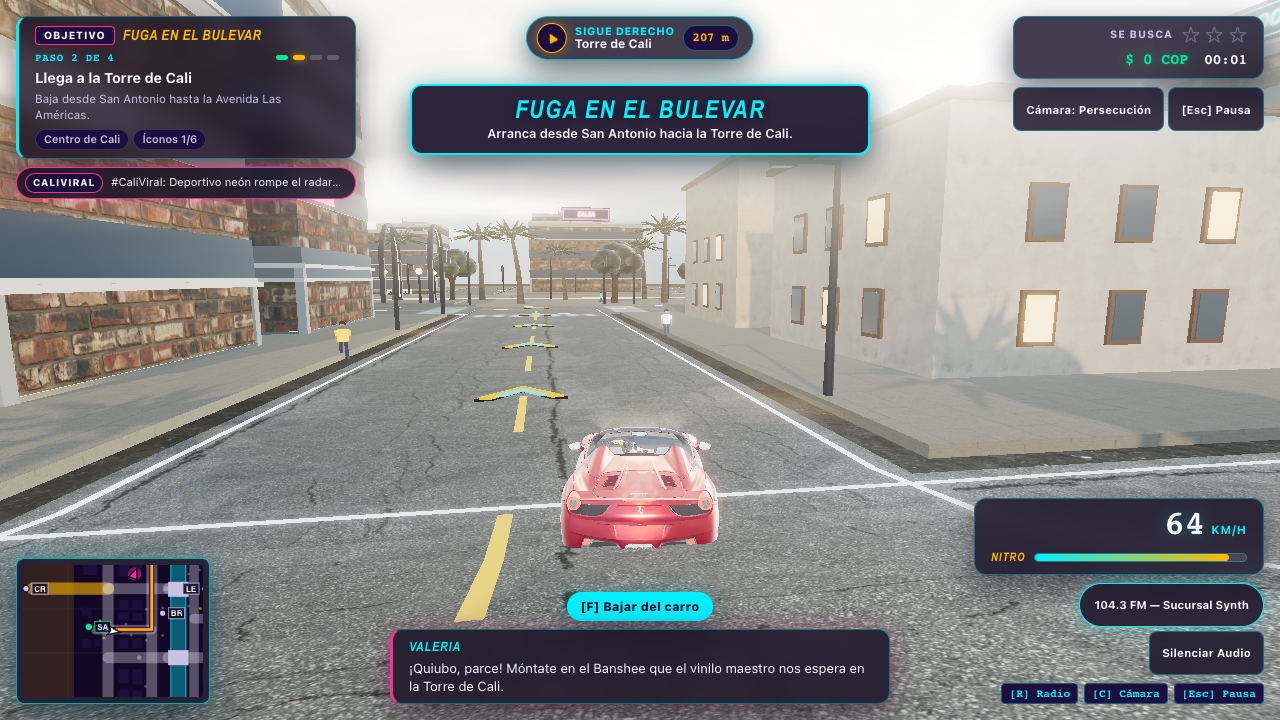 OBJETIVO FUGA EN EL BULEVAR
PASO 2 DE 4
Llega a la Torre de Cali
Baja desde San Antonio hasta la Avenida Las
Américas.
Centro de Cali Íconos 1/6
CALIVIRAL #CaliViral: Deportivo neón rompe el radar...
SIGUE DERECHO
Torre de Cali
207 m
FUGA EN EL BULEVAR
Arranca desde San Antonio hacia la Torre de Cali.
SE BUSCA
$ 0 COP 00:01
Cámara: Persecución
[Esc] Pausa
SALSA
64 KM/H
NITRO
104.3 FM — Sucursal Synth
Silenciar Audio
[R] Radio [C] Cámara [Esc] Pausa
[F] Bajar del carro
VALERIA
¡Quiubo, parce! Móntate en el Banshee que el vinilo maestro nos espera en
la Torre de Cali.
CR
LE
BR
SA